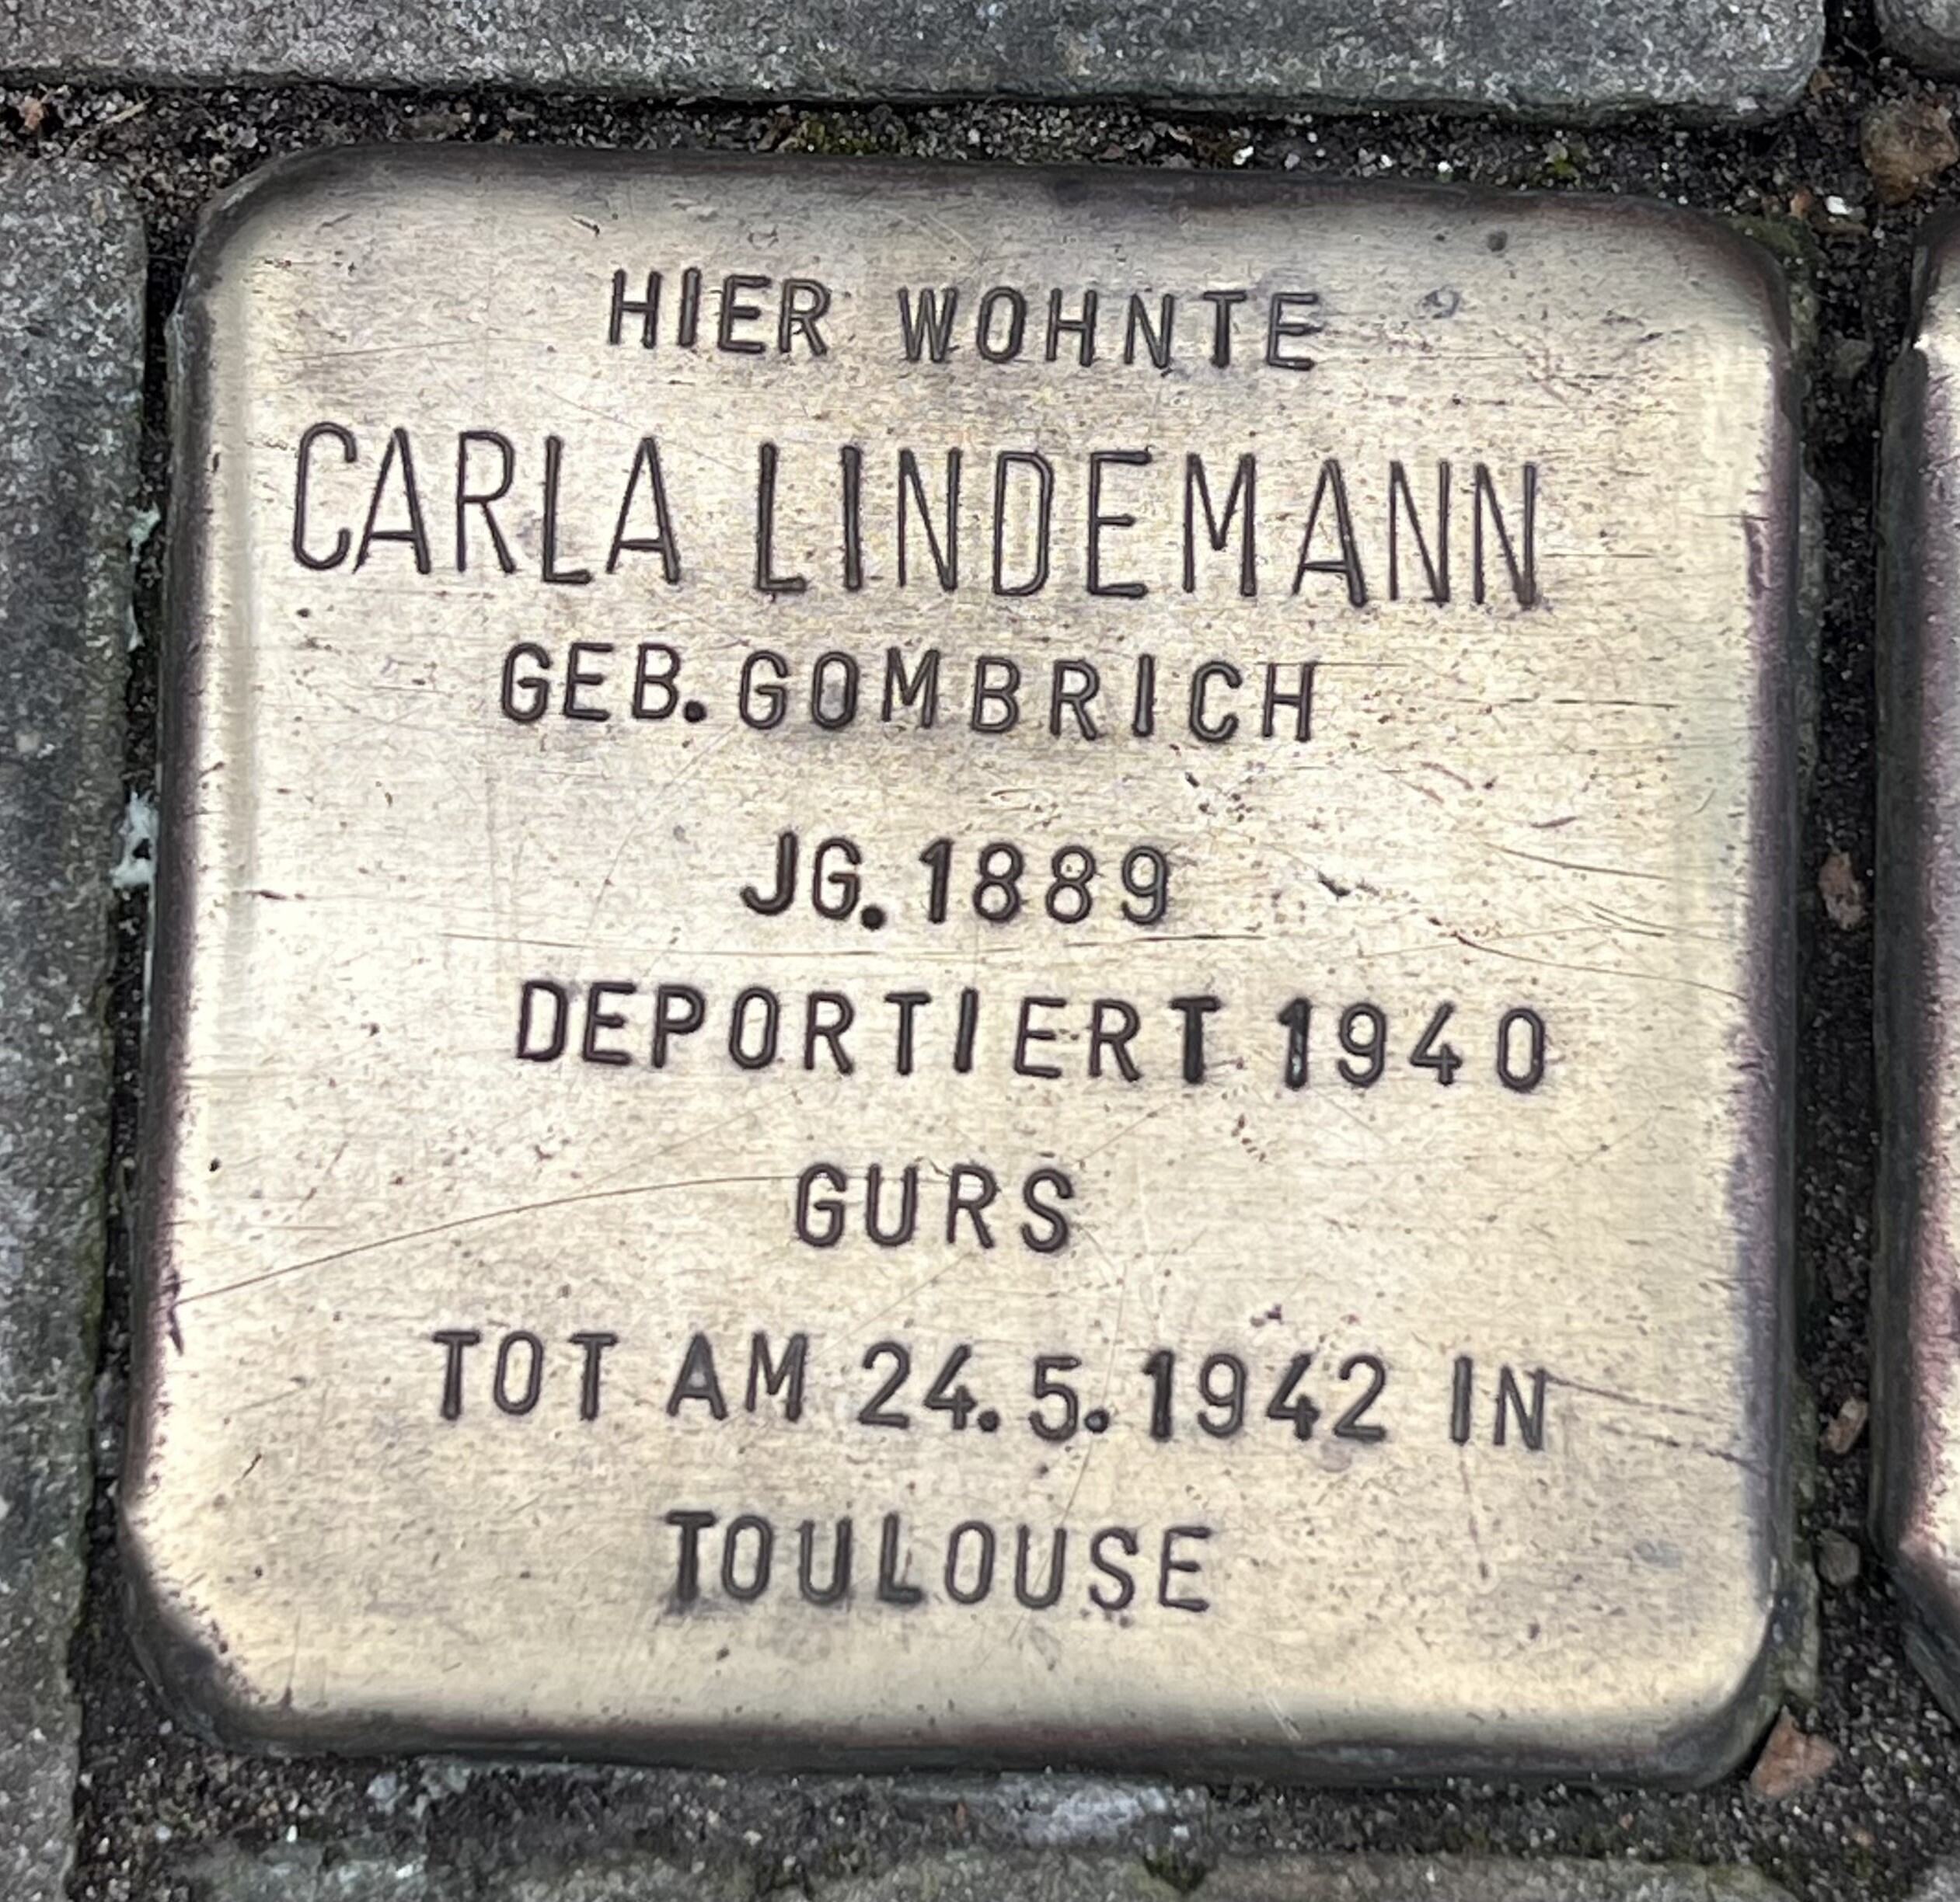 HIER WOHNTE
CARLA LINDEMANN
GEB. GOMBRICH
JG. 1889
DEPORTIERT 1940
GURS
TOT AM 24.5.1942 IN
TOULOUSE